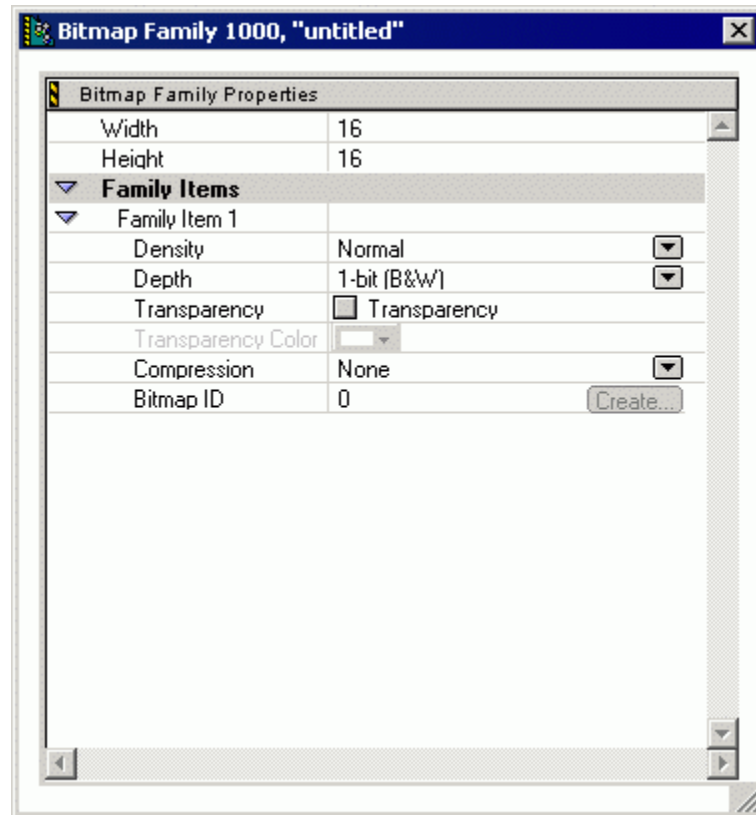 Bitmap Family 1000, "untitled"
Bitmap Family Properties
Width 16
Height 16
Family Items
Family Item 1
Density Normal
Depth 1-bit (B&W)
Transparency Transparency
Transparency Color
Compression None
Bitmap ID 0 Create...